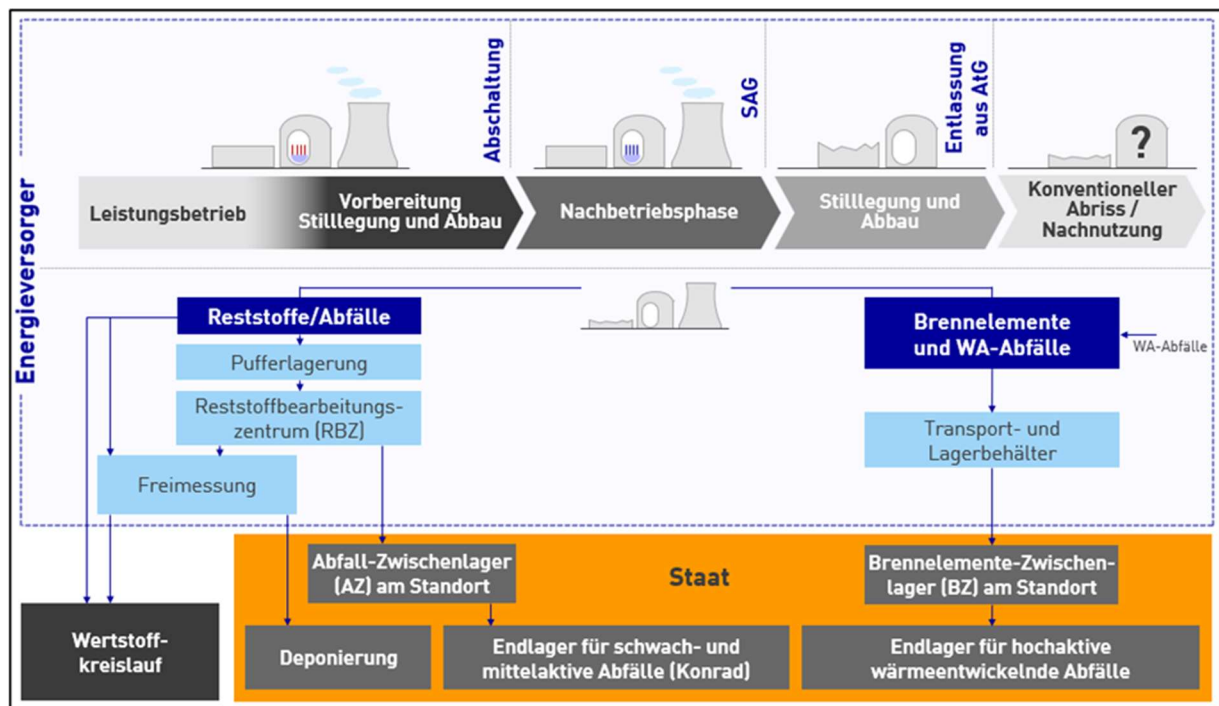 Energieversorger
Abschaltung
SAG
Entlassung
aus AtG
?
Leistungsbetrieb
Vorbereitung
Stilllegung und Abbau
Nachbetriebsphase
Stilllegung und
Abbau
Konventioneller
Abriss /
Nachnutzung
Reststoffe/Abfälle
Pufferlagerung
Reststoffbearbeitungs-
zentrum (RBZ)
Freimessung
Brennelemente
und WA-Abfälle
WA-Abfälle
Transport- und
Lagerbehälter
Staat
Abfall-Zwischenlager
(AZ) am Standort
Brennelemente-Zwischen-
lager (BZ) am Standort
Wertstoff-
kreislauf
Deponierung
Endlager für schwach- und
mittelaktive Abfälle (Konrad)
Endlager für hochaktive
wärmeentwickelnde Abfälle